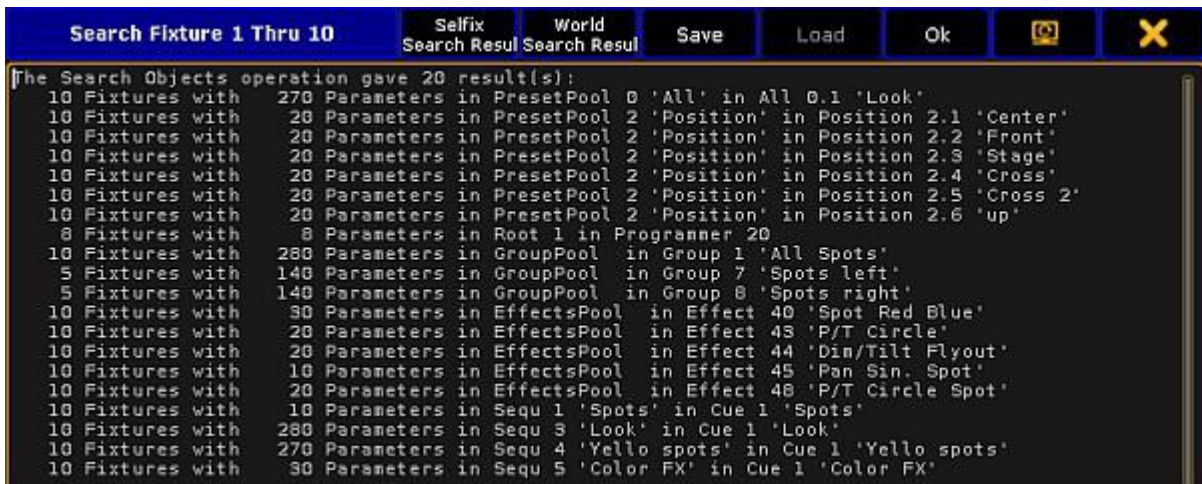 Search Fixture 1 Thru 10
Selfix Search Resul
World Search Resul
Save
Load
Ok
The Search Objects operation gave 20 result(s):
10 Fixtures with 270 Parameters in PresetPool 0 'All' in All 0.1 'Look'
10 Fixtures with 20 Parameters in PresetPool 2 'Position' in Position 2.1 'Center'
10 Fixtures with 20 Parameters in PresetPool 2 'Position' in Position 2.2 'Front'
10 Fixtures with 20 Parameters in PresetPool 2 'Position' in Position 2.3 'Stage'
10 Fixtures with 20 Parameters in PresetPool 2 'Position' in Position 2.4 'Cross'
10 Fixtures with 20 Parameters in PresetPool 2 'Position' in Position 2.5 'Cross 2'
10 Fixtures with 20 Parameters in PresetPool 2 'Position' in Position 2.6 'up'
8 Fixtures with 8 Parameters in Root 1 in Programmer 20
10 Fixtures with 280 Parameters in GroupPool in Group 1 'All Spots'
5 Fixtures with 140 Parameters in GroupPool in Group 7 'Spots left'
5 Fixtures with 140 Parameters in GroupPool in Group 8 'Spots right'
10 Fixtures with 30 Parameters in EffectsPool in Effect 40 'Spot Red Blue'
10 Fixtures with 20 Parameters in EffectsPool in Effect 43 'P/T Circle'
10 Fixtures with 20 Parameters in EffectsPool in Effect 44 'Dim/Tilt Flyout'
10 Fixtures with 10 Parameters in EffectsPool in Effect 45 'Pan Sin. Spot'
10 Fixtures with 20 Parameters in EffectsPool in Effect 48 'P/T Circle Spot'
10 Fixtures with 10 Parameters in Sequ 1 'Spots' in Cue 1 'Spots'
10 Fixtures with 280 Parameters in Sequ 3 'Look' in Cue 1 'Look'
10 Fixtures with 270 Parameters in Sequ 4 'Yello spots' in Cue 1 'Yello spots'
10 Fixtures with 30 Parameters in Sequ 5 'Color FX' in Cue 1 'Color FX'